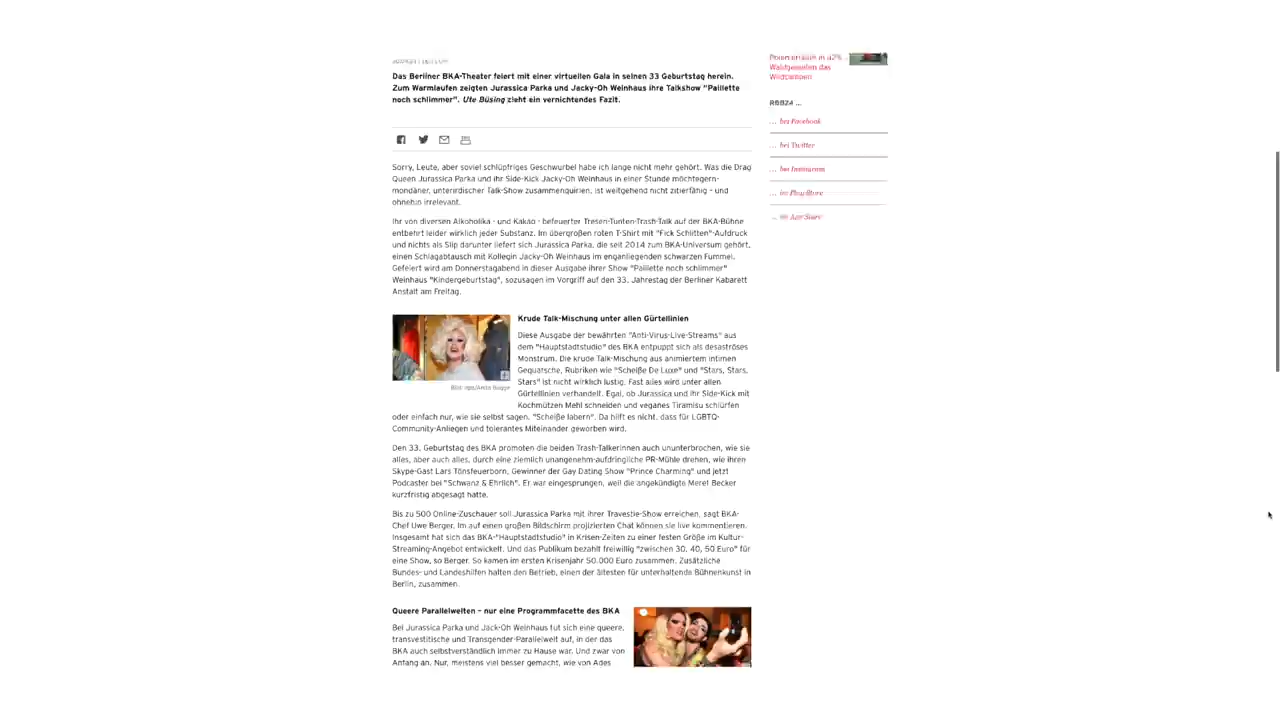 Das Berliner BKA-Theater feiert mit einer virtuellen Gala in seinen 33 Geburtstag herein.
Zum Warmlaufen zeigten Jurassica Parka und Jacky-Oh Weinhaus ihre Talkshow "Paillette
noch schlimmer". Ute Büsing zieht ein vernichtendes Fazit.
Sorry, Leute, aber soviel schlüpfriges Geschwurbel habe ich lange nicht mehr gehört. Was die Drag
Queen Jurassica Parka und ihr Side-Kick Jacky-Oh Weinhaus in einer Stunde möchtegern-
mondäner, unterirdischer Talk-Show zusammenquirlen, ist weitgehend nicht zitierfähig - und
ohnehin irrelevant.
Ihr von diversen Alkoholika - und Kakao - befeuerter Tresen-Tunten-Trash-Talk auf der BKA-Bühne
entbehrt leider wirklich jeder Substanz. Im übergroßen roten T-Shirt mit "Fick Schlitten"-Aufdruck
und nichts als Slip darunter liefert sich Jurassica Parka, die seit 2014 zum BKA-Universum gehört,
einen Schlagabtausch mit Kollegin Jacky-Oh Weinhaus im enganliegenden schwarzen Fummel.
Gefeiert wird am Donnerstagabend in dieser Ausgabe ihrer Show "Paillette noch schlimmer"
Weinhaus "Kindergeburtstag", sozusagen im Vorgriff auf den 33. Jahrestag der Berliner Kabarett
Anstalt am Freitag.
Krude Talk-Mischung unter allen Gürtellinien
Diese Ausgabe der bewährten "Anti-Virus-Live-Streams" aus
dem "Hauptstadtstudio" des BKA entpuppt sich als desaströses
Monstrum. Die krude Talk-Mischung aus animiertem intimen
Gequatsche, Rubriken wie "Scheiße De Luxe" und "Stars, Stars,
Stars" ist nicht wirklich lustig. Fast alles wird unter allen
Gürtellinien verhandelt. Egal, ob Jurassica und ihr Side-Kick mit
Kochmützen Mehl schneiden und veganes Tiramisu schlürfen
oder einfach nur, wie sie selbst sagen, "Scheiße labern". Da hilft es nicht, dass für LGBTQ-
Community-Anliegen und tolerantes Miteinander geworben wird.
Den 33. Geburtstag des BKA promoten die beiden Trash-Talkerinnen auch ununterbrochen, wie sie
alles, aber auch alles, durch eine ziemlich unangenehm-aufdringliche PR-Mühle drehen, wie ihren
Skype-Gast Lars Tönsfeuerborn, Gewinner der Gay Dating Show "Prince Charming" und jetzt
Podcaster bei "Schwanz & Ehrlich". Er war eingesprungen, weil die angekündigte Meret Becker
kurzfristig abgesagt hatte.
Bis zu 500 Online-Zuschauer soll Jurassica Parka mit ihrer Travestie-Show erreichen, sagt BKA-
Chef Uwe Berger. Im auf einen großen Bildschirm projizierten Chat können sie live kommentieren.
Insgesamt hat sich das BKA-"Hauptstadtstudio" in Krisen-Zeiten zu einer festen Größe im Kultur-
Streaming-Angebot entwickelt. Und das Publikum bezahlt freiwillig "zwischen 30, 40, 50 Euro" für
eine Show, so Berger. So kamen im ersten Krisenjahr 50.000 Euro zusammen. Zusätzliche
Bundes- und Landeshilfen halten den Betrieb, einen der ältesten für unterhaltende Bühnenkunst in
Berlin, zusammen.
Queere Parallelwelten – nur eine Programmfacette des BKA
Bei Jurassica Parka und Jack-Oh Weinhaus tut sich eine queere,
transvestitische und Transgender-Parallelwelt auf, in der das
BKA auch selbstverständlich immer zu Hause war. Und zwar von
Anfang an. Nur, meistens viel besser gemacht, wie von Ades
Waldgebieten das
RBB24 ...
... bei Facebook
... bei Twitter
... bei Instagram
... im Play Store
... im App Store